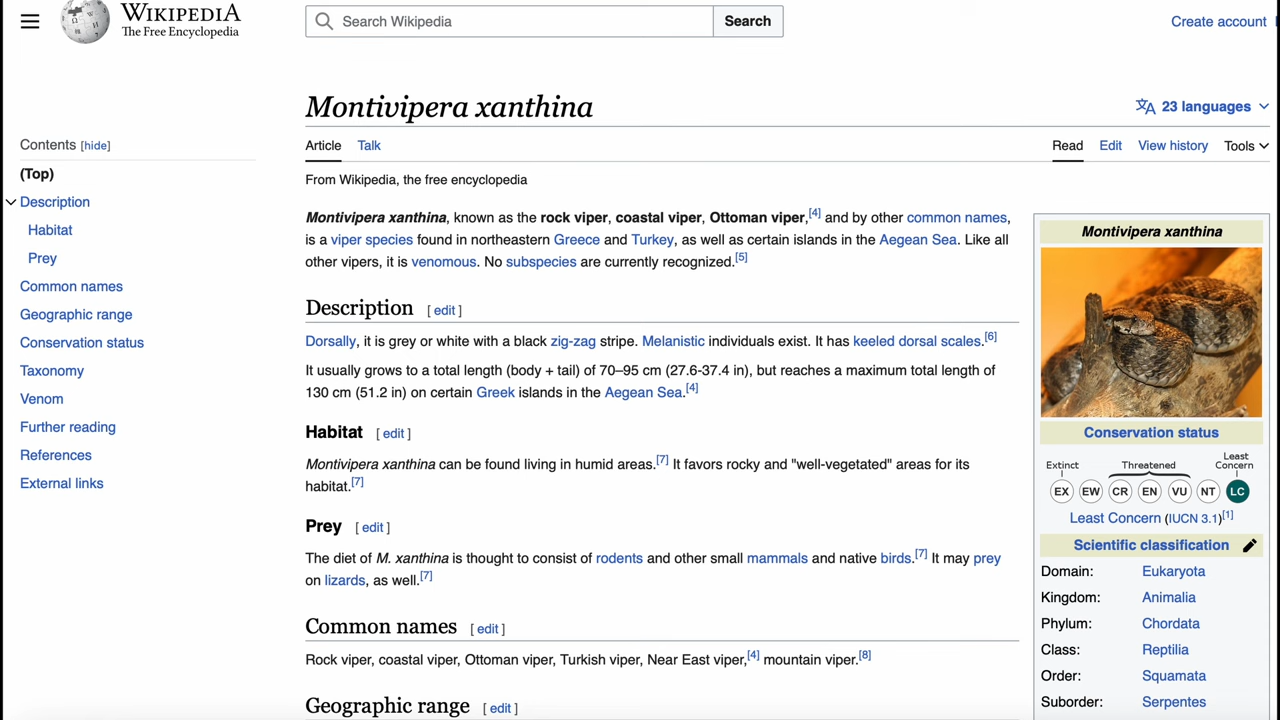 WIKIPEDIA
The Free Encyclopedia
Search Wikipedia
Search
Create account
Montivipera xanthina
23 languages
Contents [hide]
(Top)
Description
Habitat
Prey
Common names
Geographic range
Conservation status
Taxonomy
Venom
Further reading
References
External links
Article Talk
Read Edit View history Tools
From Wikipedia, the free encyclopedia
Montivipera xanthina, known as the rock viper, coastal viper, Ottoman viper,[4] and by other common names,
is a viper species found in northeastern Greece and Turkey, as well as certain islands in the Aegean Sea. Like all
other vipers, it is venomous. No subspecies are currently recognized.[5]
Description [ edit ]
Dorsally, it is grey or white with a black zig-zag stripe. Melanistic individuals exist. It has keeled dorsal scales.[6]
It usually grows to a total length (body + tail) of 70–95 cm (27.6-37.4 in), but reaches a maximum total length of
130 cm (51.2 in) on certain Greek islands in the Aegean Sea.[4]
Habitat [ edit ]
Montivipera xanthina can be found living in humid areas.[7] It favors rocky and "well-vegetated" areas for its
habitat.[7]
Prey [ edit ]
The diet of M. xanthina is thought to consist of rodents and other small mammals and native birds.[7] It may prey
on lizards, as well.[7]
Common names [ edit ]
Rock viper, coastal viper, Ottoman viper, Turkish viper, Near East viper,[4] mountain viper.[8]
Geographic range [ edit ]
Montivipera xanthina
Conservation status
Extinct Threatened Least Concern
EX EW CR EN VU NT LC
Least Concern (IUCN 3.1)[1]
Scientific classification
Domain: Eukaryota
Kingdom: Animalia
Phylum: Chordata
Class: Reptilia
Order: Squamata
Suborder: Serpentes